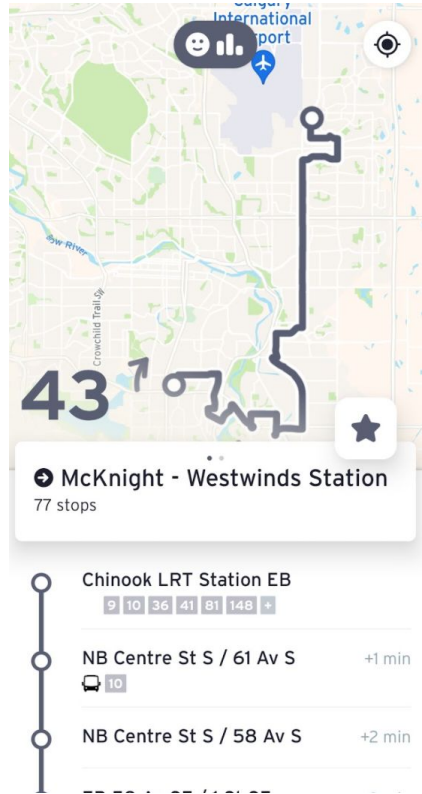 Calgary
International
Airport
Bow River
Crowchild Trail SW
43
McKnight - Westwinds Station
77 stops
Chinook LRT Station EB
9 10 36 41 81 148 +
NB Centre St S / 61 Av S
+1 min
10
NB Centre St S / 58 Av S
+2 min